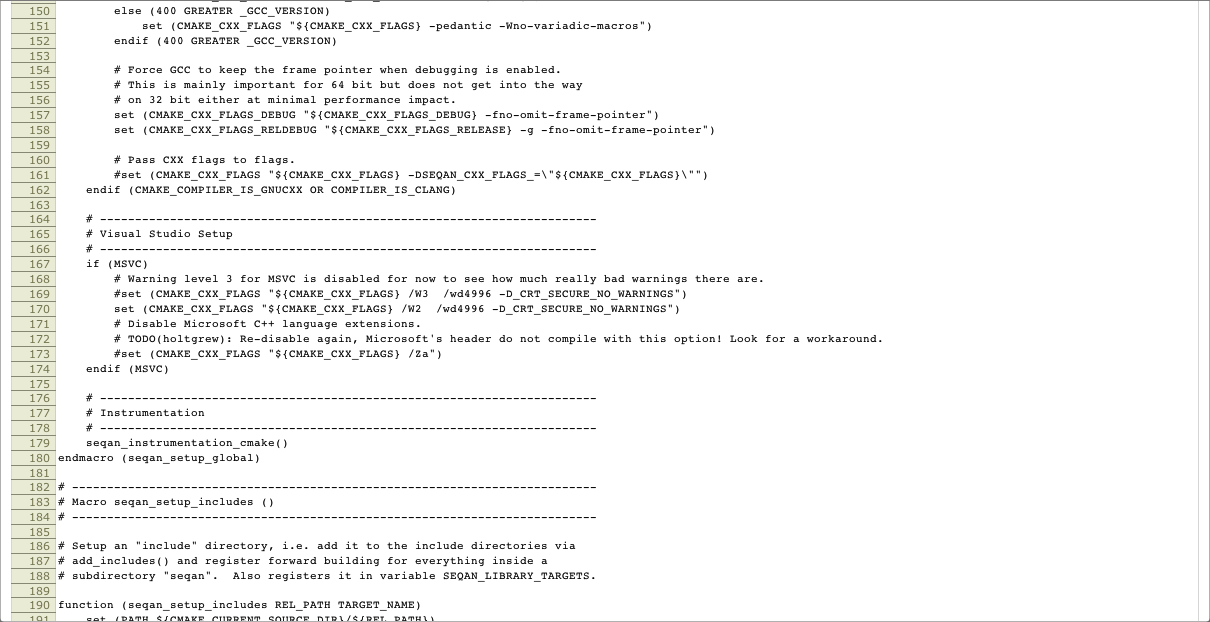 150         else (400 GREATER _GCC_VERSION)
151             set (CMAKE_CXX_FLAGS "${CMAKE_CXX_FLAGS} -pedantic -Wno-variadic-macros")
152         endif (400 GREATER _GCC_VERSION)
153
154         # Force GCC to keep the frame pointer when debugging is enabled.
155         # This is mainly important for 64 bit but does not get into the way
156         # on 32 bit either at minimal performance impact.
157         set (CMAKE_CXX_FLAGS_DEBUG "${CMAKE_CXX_FLAGS_DEBUG} -fno-omit-frame-pointer")
158         set (CMAKE_CXX_FLAGS_RELDEBUG "${CMAKE_CXX_FLAGS_RELEASE} -g -fno-omit-frame-pointer")
159
160         # Pass CXX flags to flags.
161         #set (CMAKE_CXX_FLAGS "${CMAKE_CXX_FLAGS} -DSEQAN_CXX_FLAGS_=\"${CMAKE_CXX_FLAGS}\"")
162     endif (CMAKE_COMPILER_IS_GNUCXX OR COMPILER_IS_CLANG)
163
164     # -----------------------------------------------------------------------
165     # Visual Studio Setup
166     # -----------------------------------------------------------------------
167     if (MSVC)
168         # Warning level 3 for MSVC is disabled for now to see how much really bad warnings there are.
169         #set (CMAKE_CXX_FLAGS "${CMAKE_CXX_FLAGS} /W3  /wd4996 -D_CRT_SECURE_NO_WARNINGS")
170         set (CMAKE_CXX_FLAGS "${CMAKE_CXX_FLAGS} /W2  /wd4996 -D_CRT_SECURE_NO_WARNINGS")
171         # Disable Microsoft C++ language extensions.
172         # TODO(holtgrew): Re-disable again, Microsoft's header do not compile with this option! Look for a workaround.
173         #set (CMAKE_CXX_FLAGS "${CMAKE_CXX_FLAGS} /Za")
174     endif (MSVC)
175
176     # -----------------------------------------------------------------------
177     # Instrumentation
178     # -----------------------------------------------------------------------
179     seqan_instrumentation_cmake()
180 endmacro (seqan_setup_global)
181
182 # ---------------------------------------------------------------------------
183 # Macro seqan_setup_includes ()
184 # ---------------------------------------------------------------------------
185
186 # Setup an "include" directory, i.e. add it to the include directories via
187 # add_includes() and register forward building for everything inside a
188 # subdirectory "seqan".  Also registers it in variable SEQAN_LIBRARY_TARGETS.
189
190 function (seqan_setup_includes REL_PATH TARGET_NAME)
191     set (PATH ${CMAKE_CURRENT_SOURCE_DIR}/${REL_PATH})